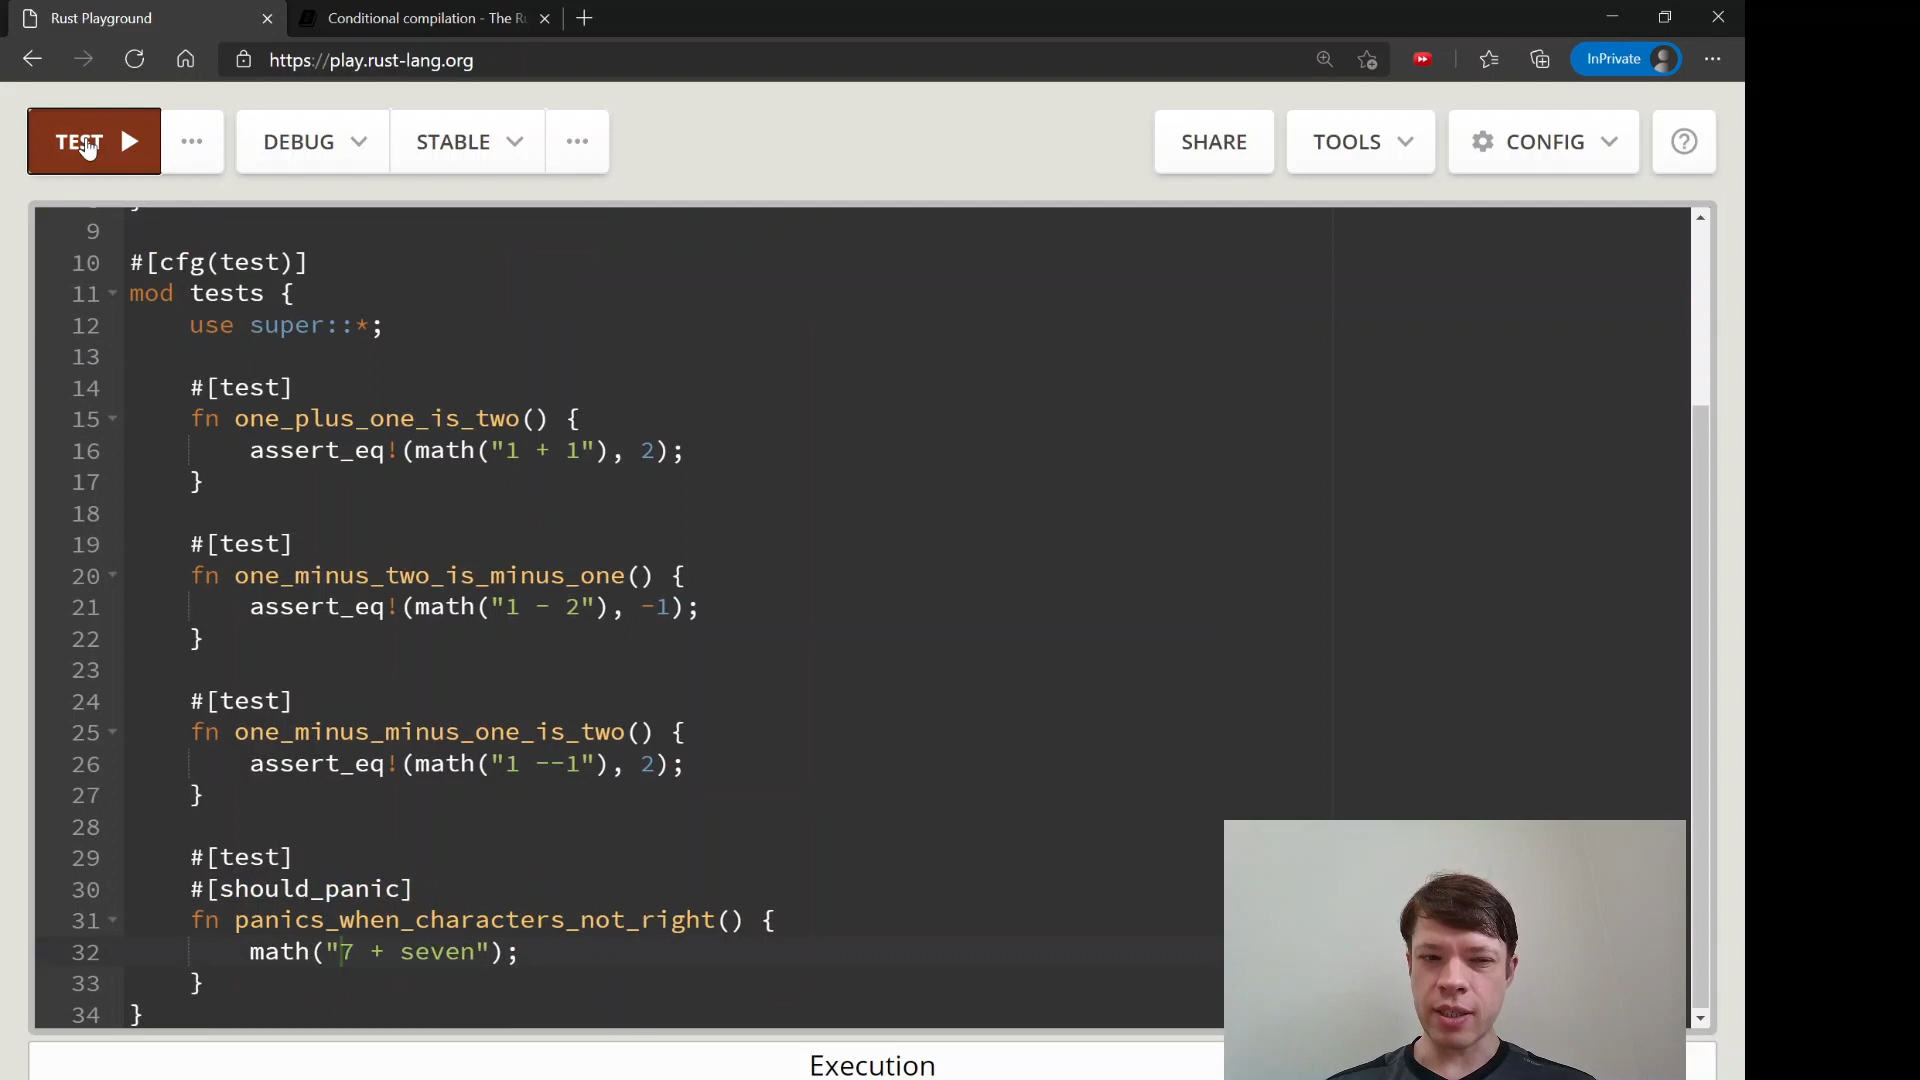 Rust Playground
Conditional compilation - The Ru
https://play.rust-lang.org
InPrivate
TEST
DEBUG
STABLE
SHARE
TOOLS
CONFIG
9
10 #[cfg(test)]
11 mod tests {
12 use super::*;
13
14 #[test]
15 fn one_plus_one_is_two() {
16 assert_eq!(math("1 + 1"), 2);
17 }
18
19 #[test]
20 fn one_minus_two_is_minus_one() {
21 assert_eq!(math("1 - 2"), -1);
22 }
23
24 #[test]
25 fn one_minus_minus_one_is_two() {
26 assert_eq!(math("1 --1"), 2);
27 }
28
29 #[test]
30 #[should_panic]
31 fn panics_when_characters_not_right() {
32 math("7 + seven");
33 }
34 }
Execution